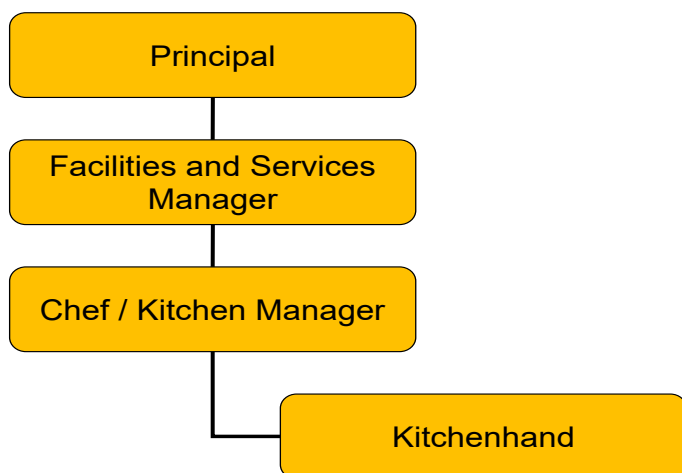 Principal
Facilities and Services
Manager
Chef / Kitchen Manager
Kitchenhand